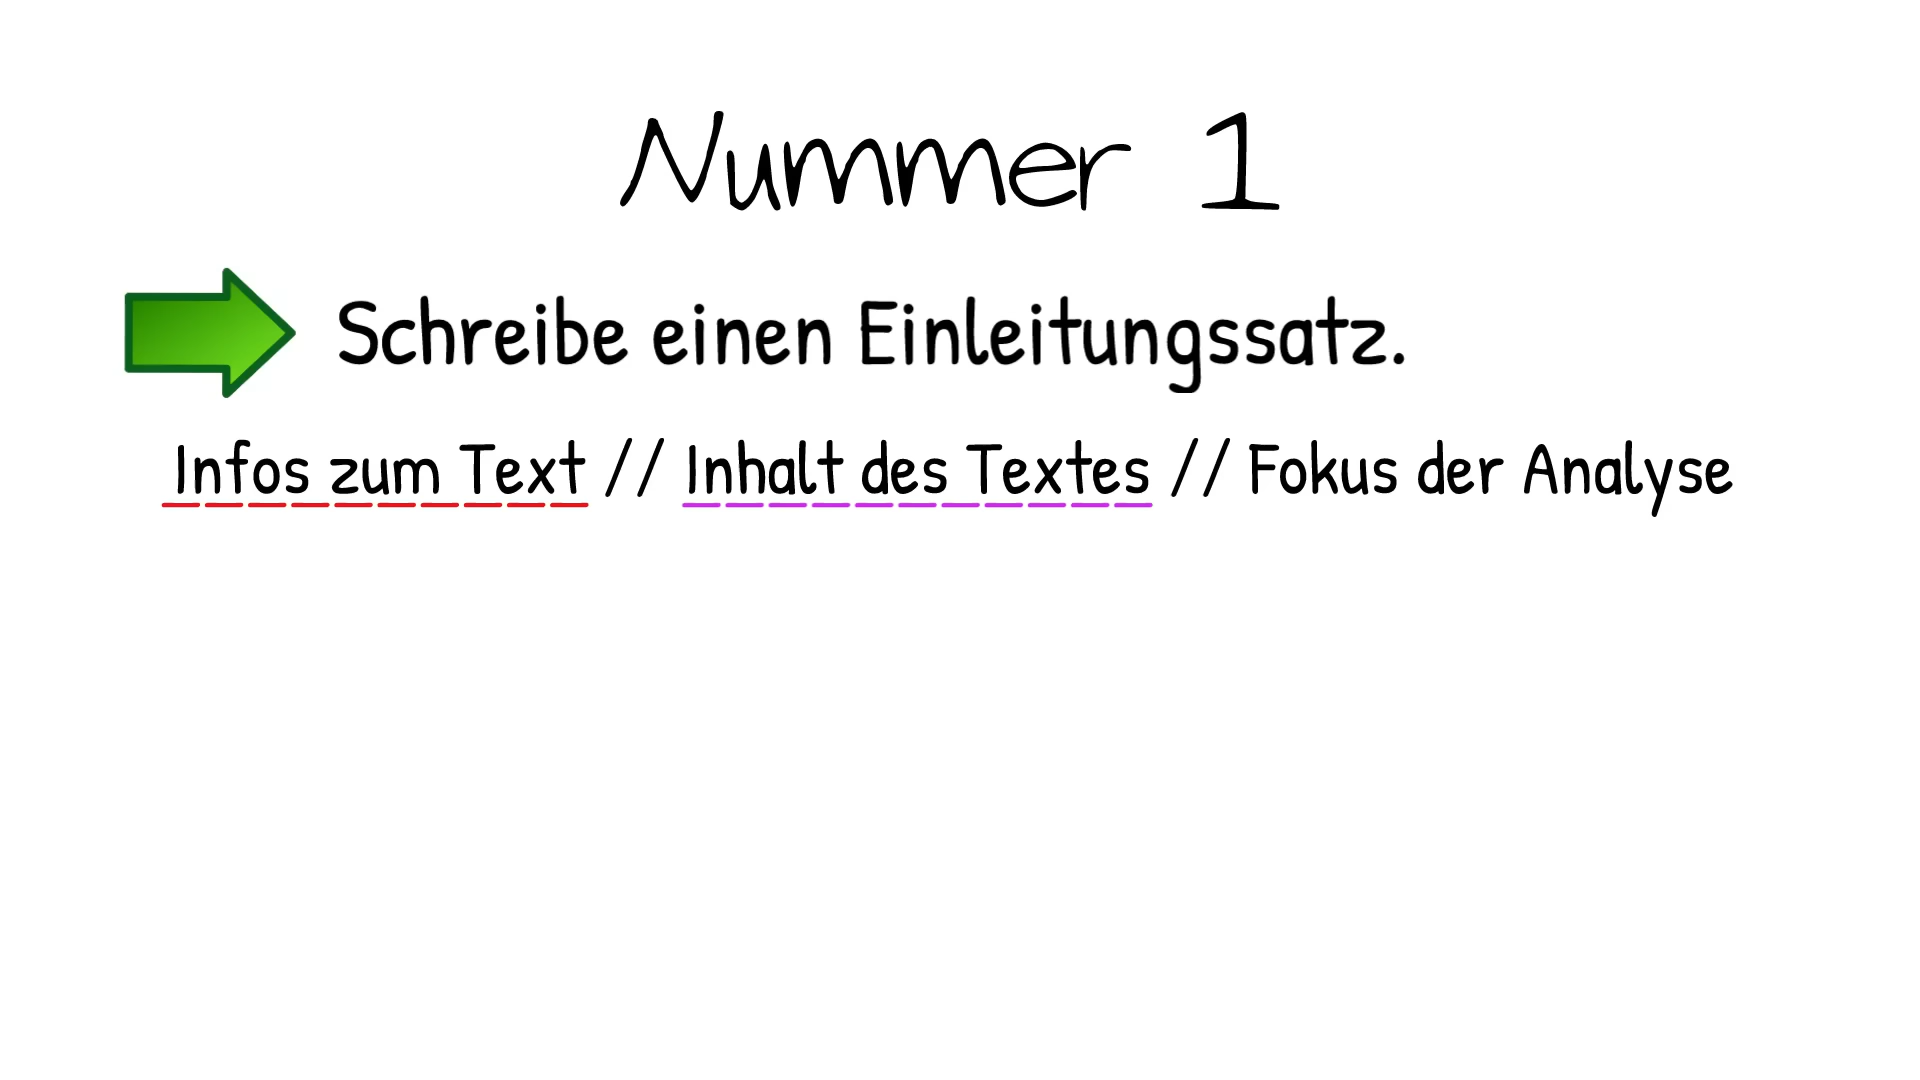 Nummer 1
Schreibe einen Einleitungssatz.
Infos zum Text // Inhalt des Textes // Fokus der Analyse